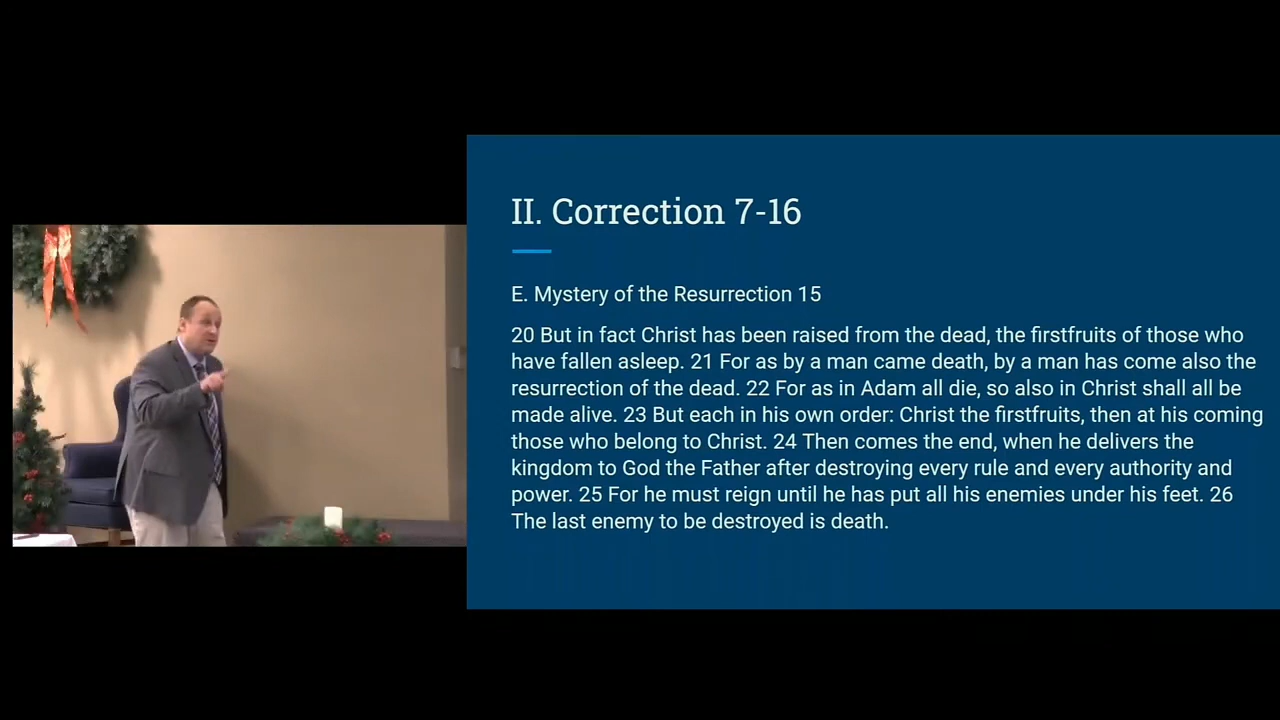 II. Correction 7-16
E. Mystery of the Resurrection 15
20 But in fact Christ has been raised from the dead, the firstfruits of those who
have fallen asleep. 21 For as by a man came death, by a man has come also the
resurrection of the dead. 22 For as in Adam all die, so also in Christ shall all be
made alive. 23 But each in his own order: Christ the firstfruits, then at his coming
those who belong to Christ. 24 Then comes the end, when he delivers the
kingdom to God the Father after destroying every rule and every authority and
power. 25 For he must reign until he has put all his enemies under his feet. 26
The last enemy to be destroyed is death.